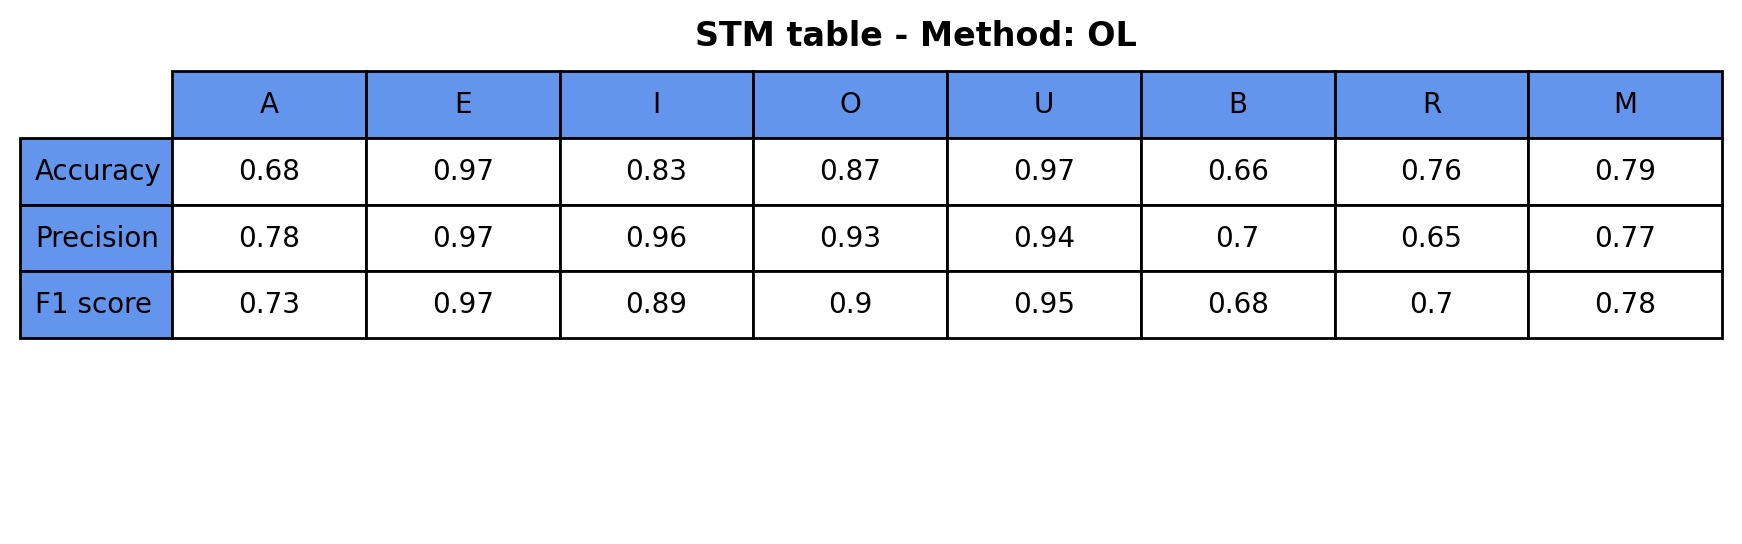 STM table - Method: OL
A E I O U B R M
Accuracy 0.68 0.97 0.83 0.87 0.97 0.66 0.76 0.79
Precision 0.78 0.97 0.96 0.93 0.94 0.7 0.65 0.77
F1 score 0.73 0.97 0.89 0.9 0.95 0.68 0.7 0.78